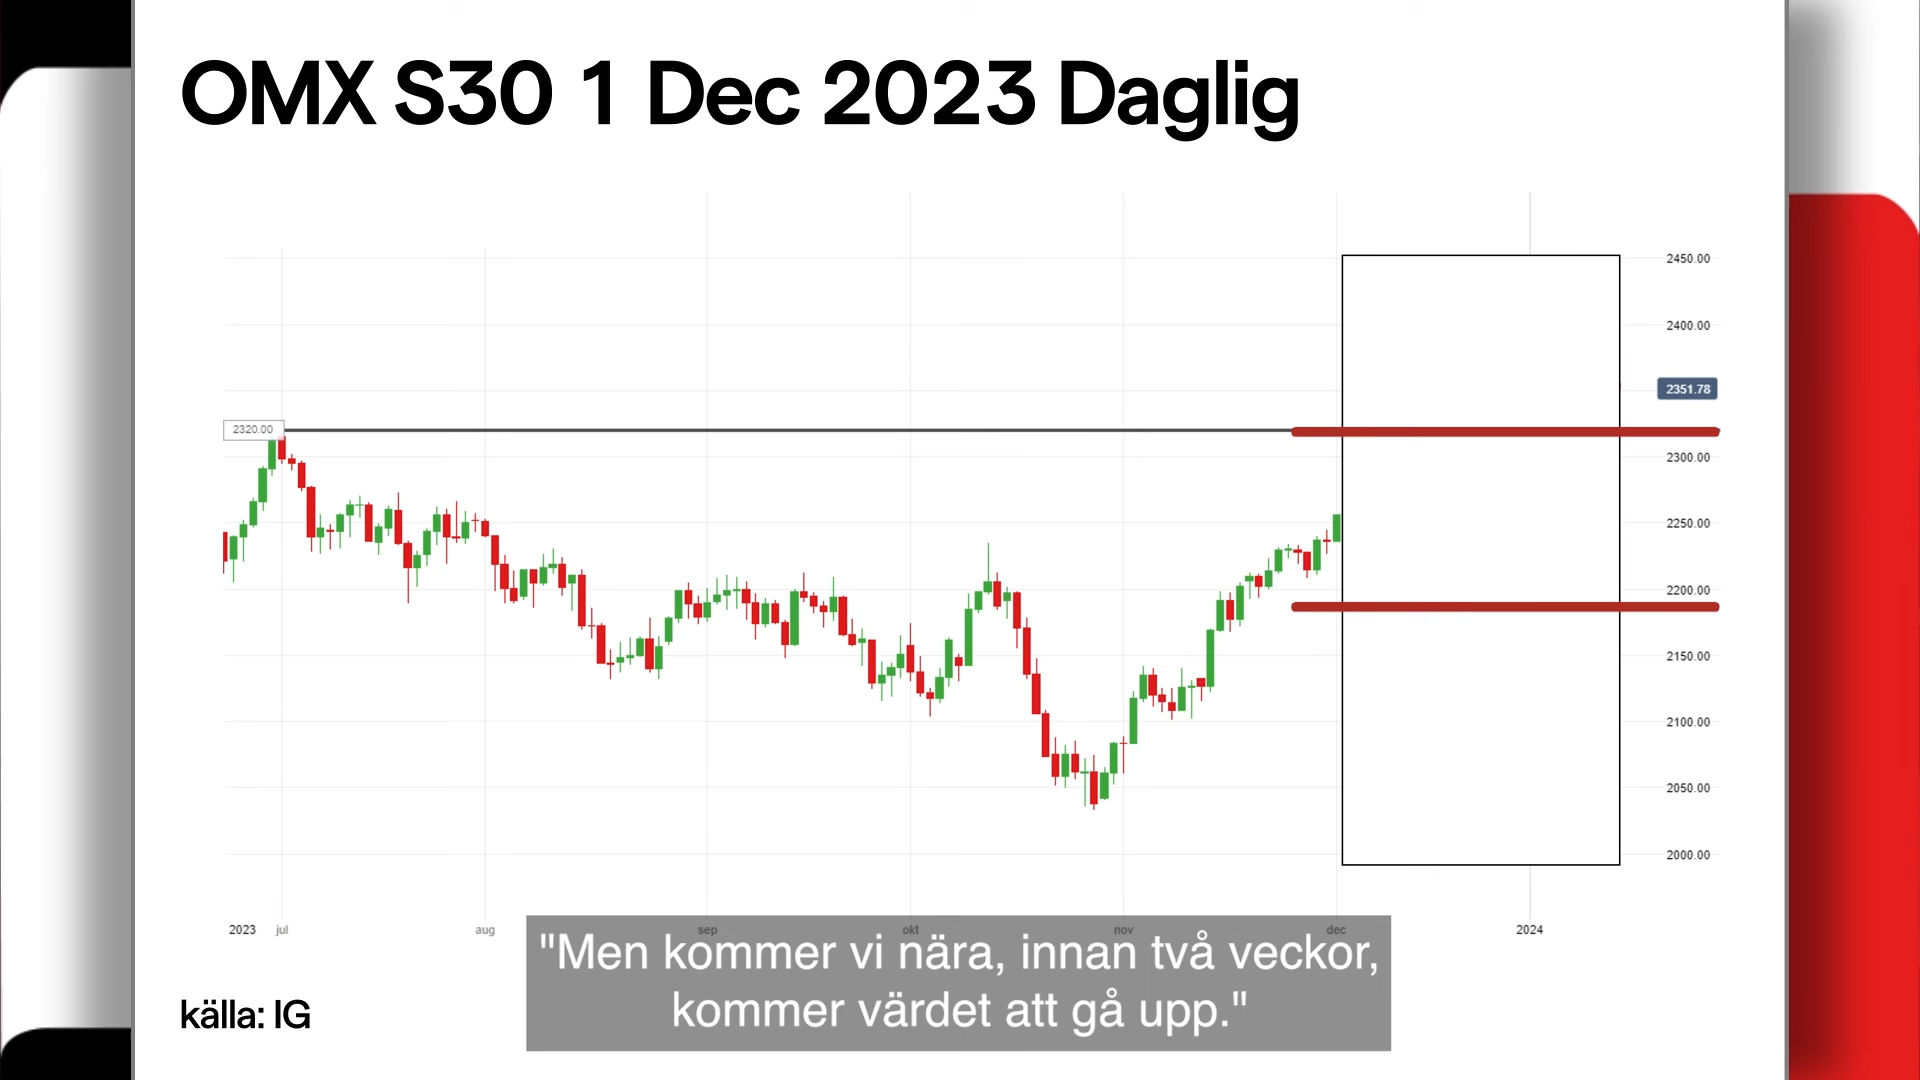 OMX S30 1 Dec 2023 Daglig
2450.00
2400.00
2351.78
2320.00
2300.00
2250.00
2200.00
2150.00
2100.00
2050.00
2000.00
2023 jul aug sep okt nov dec 2024
"Men kommer vi nära, innan två veckor,
kommer värdet att gå upp."
källa: IG